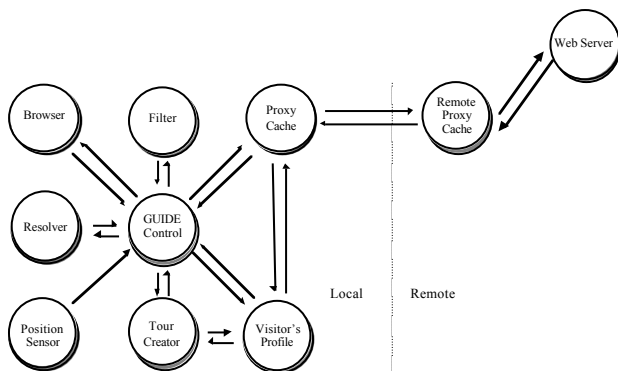 Web Server
Browser
Filter
Proxy
Cache
Remote
Proxy
Cache
Resolver
GUIDE
Control
Local
Remote
Position
Sensor
Tour
Creator
Visitor's
Profile